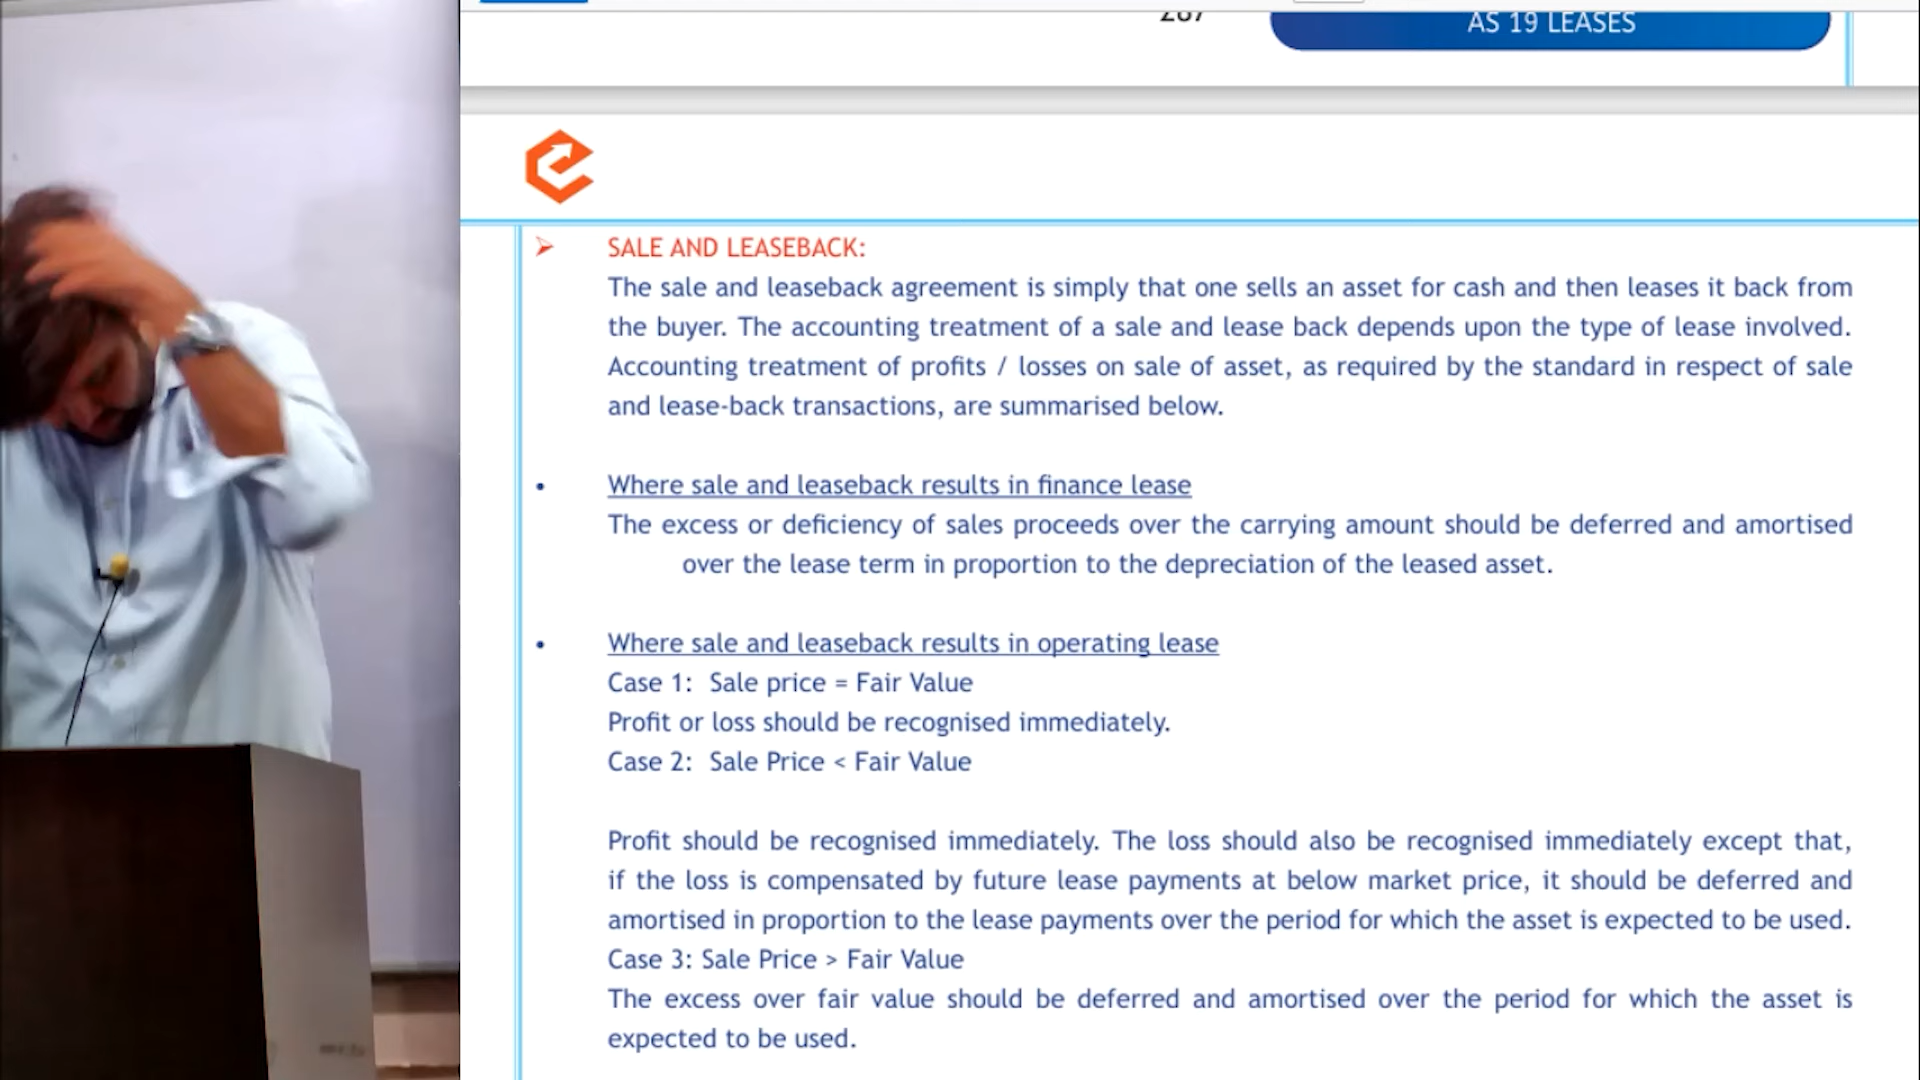 AS 19 LEASES
➢ SALE AND LEASEBACK:
The sale and leaseback agreement is simply that one sells an asset for cash and then leases it back from
the buyer. The accounting treatment of a sale and lease back depends upon the type of lease involved.
Accounting treatment of profits / losses on sale of asset, as required by the standard in respect of sale
and lease-back transactions, are summarised below.
• Where sale and leaseback results in finance lease
The excess or deficiency of sales proceeds over the carrying amount should be deferred and amortised
over the lease term in proportion to the depreciation of the leased asset.
• Where sale and leaseback results in operating lease
Case 1: Sale price = Fair Value
Profit or loss should be recognised immediately.
Case 2: Sale Price < Fair Value
Profit should be recognised immediately. The loss should also be recognised immediately except that,
if the loss is compensated by future lease payments at below market price, it should be deferred and
amortised in proportion to the lease payments over the period for which the asset is expected to be used.
Case 3: Sale Price > Fair Value
The excess over fair value should be deferred and amortised over the period for which the asset is
expected to be used.